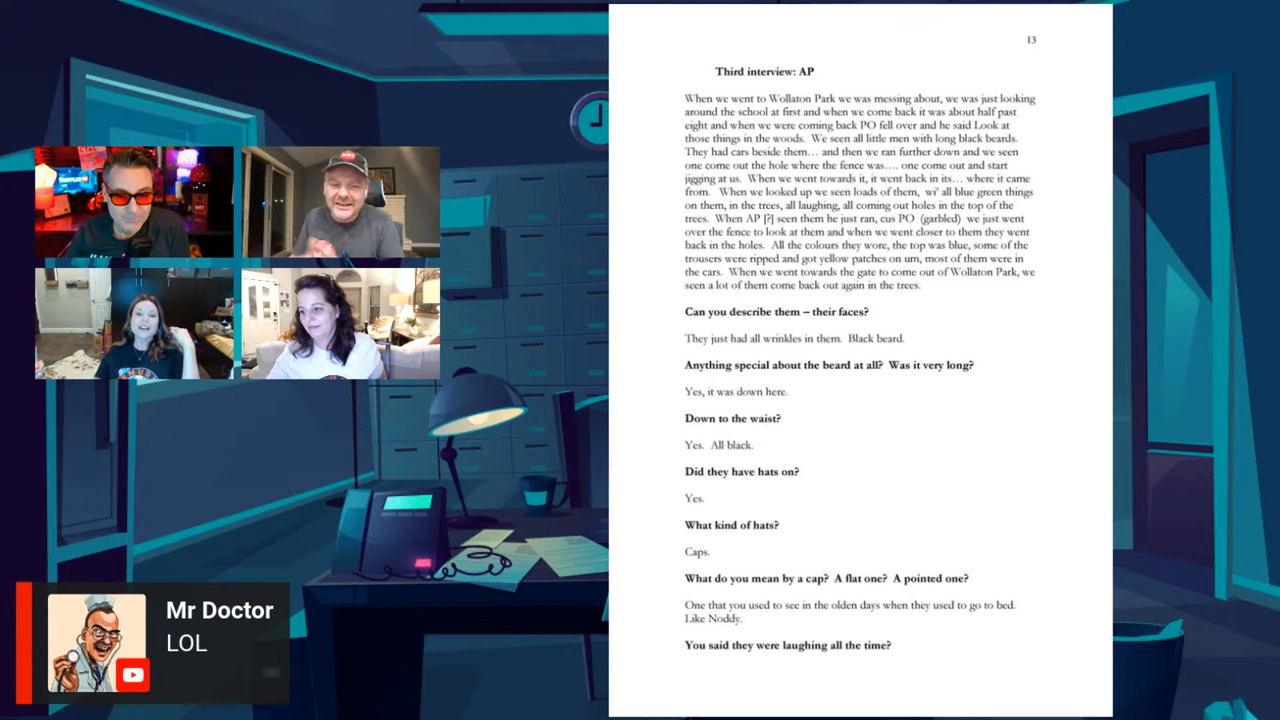 13
Third interview: AP
When we went to Wollaton Park we was messing about, we was just looking
around the school at first and when we come back it was about half past
eight and when we were coming back PO fell over and he said Look at
those things in the woods. We seen all little men with long black beards.
They had cars beside them… and then we ran further down and we seen
one come out the hole where the fence was…. one come out and start
jigging at us. When we went towards it, it went back in its… where it came
from. When we looked up we seen loads of them, wi’ all blue green things
on them, in the trees, all laughing, all coming out holes in the top of the
trees. When AP [?] seen them he just ran, cus PO (garbled) we just went
over the fence to look at them and when we went closer to them they went
back in the holes. All the colours they wore, the top was blue, some of the
trousers were ripped and got yellow patches on um, most of them were in
the cars. When we went towards the gate to come out of Wollaton Park, we
seen a lot of them come back out again in the trees.
Can you describe them – their faces?
They just had all wrinkles in them. Black beard.
Anything special about the beard at all? Was it very long?
Yes, it was down here.
Down to the waist?
Yes. All black.
Did they have hats on?
Yes.
What kind of hats?
Caps.
What do you mean by a cap? A flat one? A pointed one?
One that you used to see in the olden days when they used to go to bed.
Like Noddy.
You said they were laughing all the time?
Mr Doctor
LOL